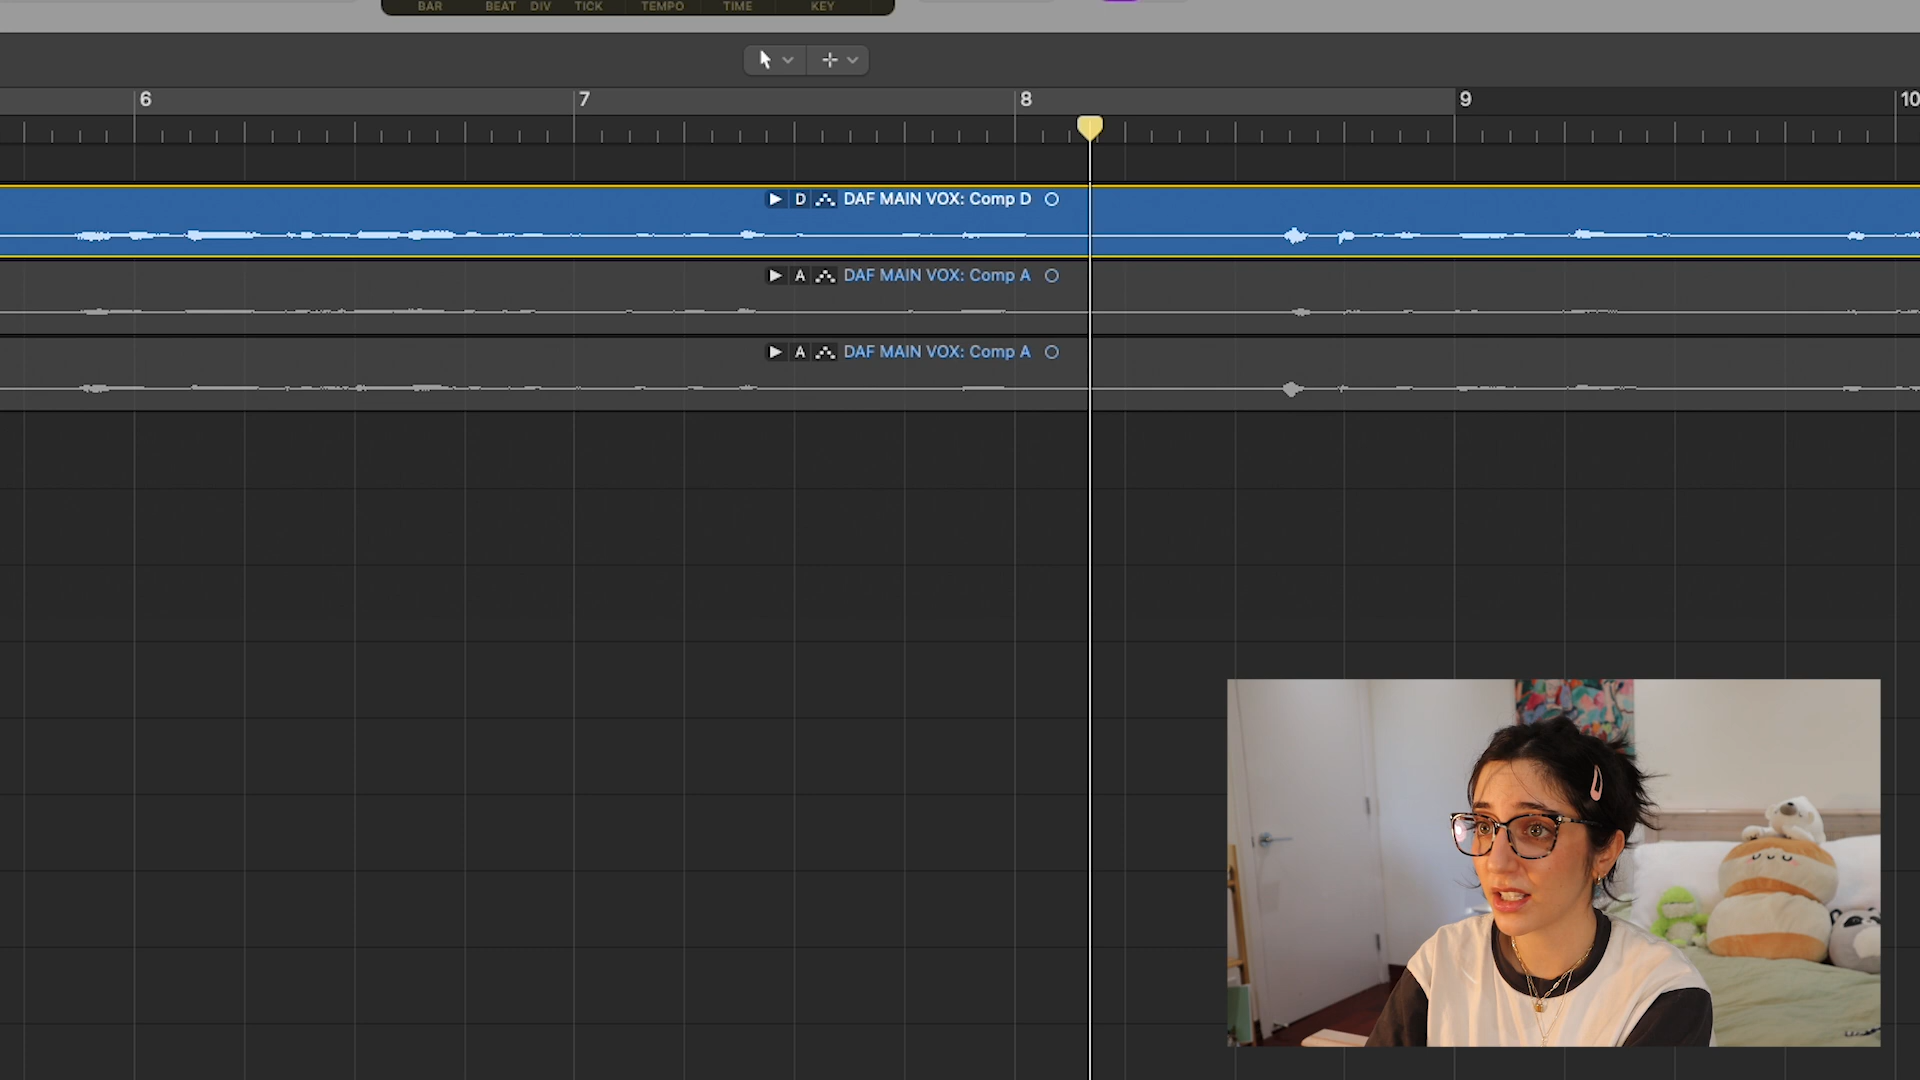 BAR BEAT DIV TICK TEMPO TIME KEY
6 7 8 9 10
D DAF MAIN VOX: Comp D
A DAF MAIN VOX: Comp A
A DAF MAIN VOX: Comp A